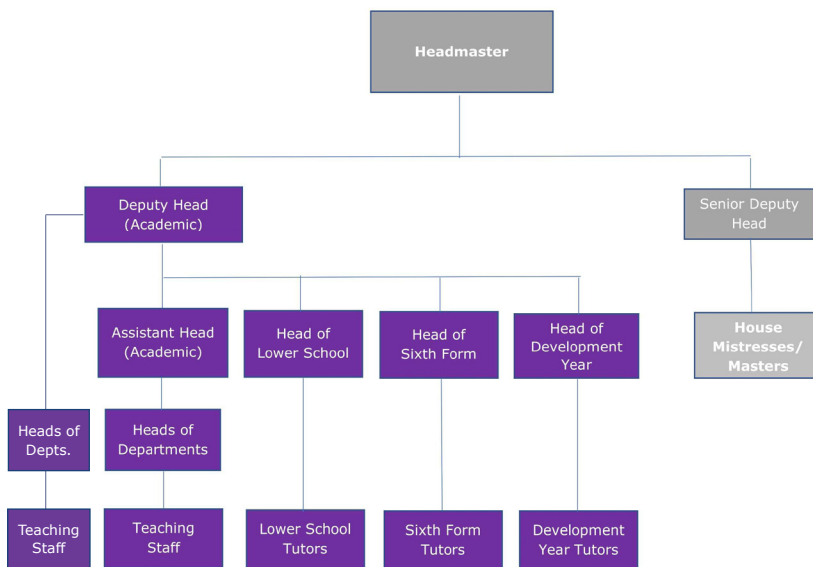 Headmaster
Deputy Head
(Academic)
Senior Deputy
Head
Assistant Head
(Academic)
Head of
Lower School
Head of
Sixth Form
Head of
Development
Year
House
Mistresses/
Masters
Heads of
Depts.
Heads of
Departments
Teaching
Staff
Teaching
Staff
Lower School
Tutors
Sixth Form
Tutors
Development
Year Tutors